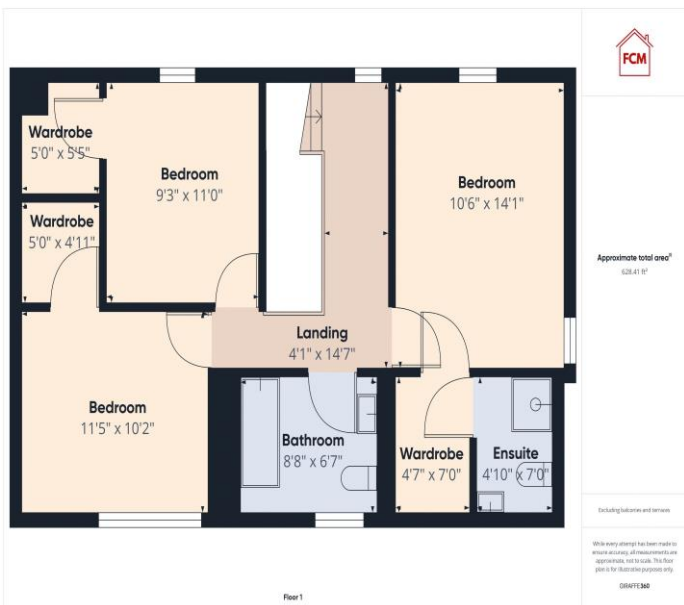 FCM
Wardrobe
5'0" x 5'5"
Bedroom
9'3" x 11'0"
Bedroom
10'6" x 14'1"
Wardrobe
5'0" x 4'11"
Landing
4'1" x 14'7"
Bedroom
11'5" x 10'2"
Bathroom
8'8" x 6'7"
Wardrobe
4'7" x 7'0"
Ensuite
4'10" x 7'0"
Floor 1
Approximate total area
628.41 ft²
Excluding balconies and terraces
While every attempt has been made to
ensure accuracy, all measurements are
approximate, not to scale. This floor
plan is for illustrative purposes only.
GIRAFFE360